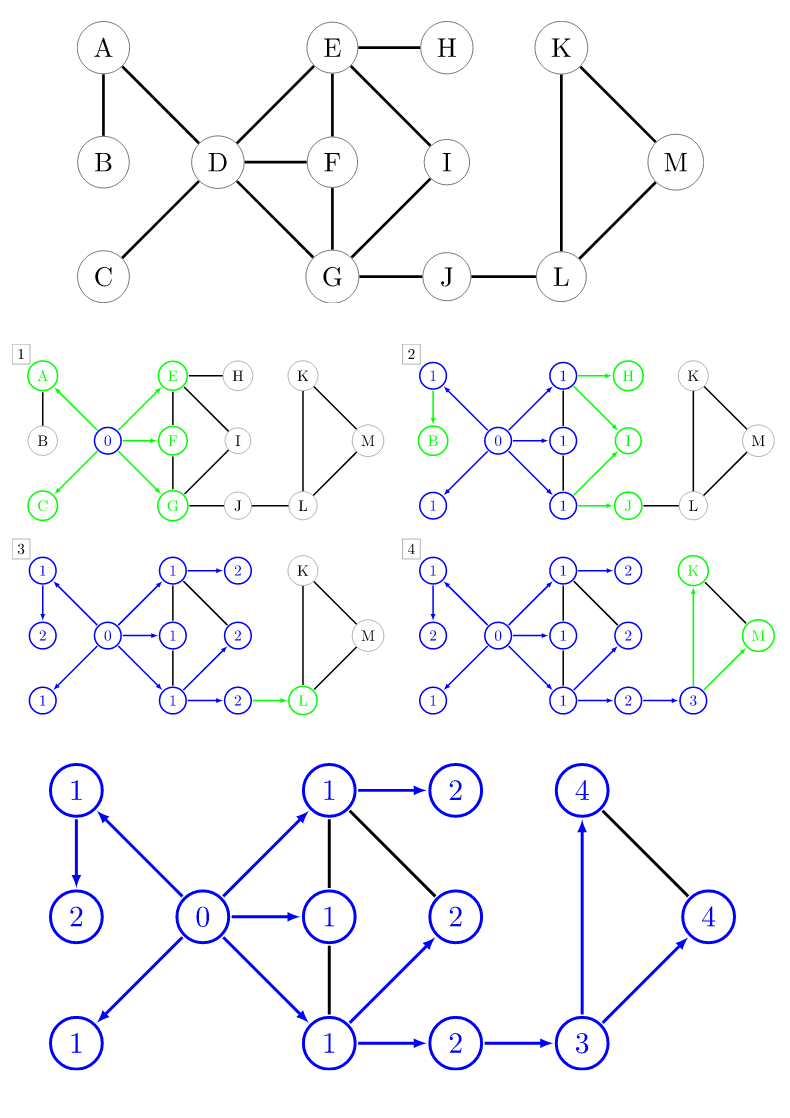 A E H K
B D F I M
C G J L
1 2
A E H K 1 1 H K
B 0 F I M B 0 1 I M
C G J L 1 1 J L
3 4
1 1 2 K 1 1 2 K
2 0 1 2 M 2 0 1 2 M
1 1 2 L 1 1 2 3
1 1 2 4
2 0 1 2 4
1 1 2 3